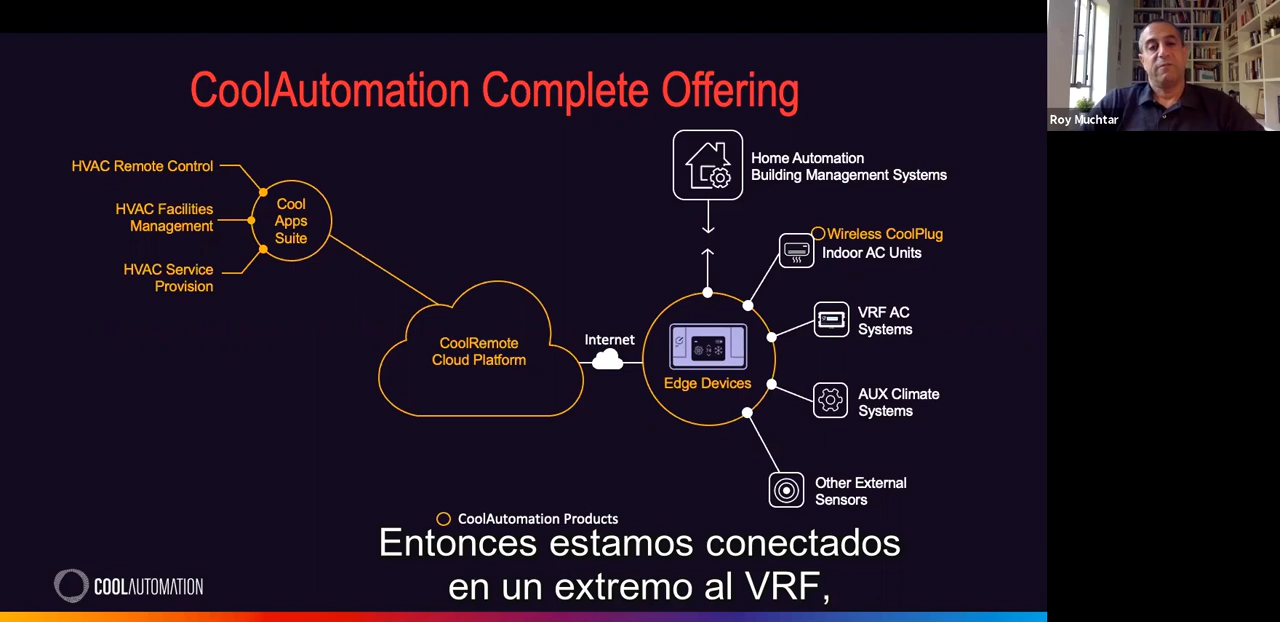 CoolAutomation Complete Offering
Roy Muchtar
HVAC Remote Control
HVAC Facilities
Management
HVAC Service
Provision
Cool
Apps
Suite
Home Automation
Building Management Systems
Wireless CoolPlug
Indoor AC Units
VRF AC
Systems
AUX Climate
Systems
Other External
Sensors
CoolRemote
Cloud Platform
Internet
Edge Devices
CoolAutomation Products
Entonces estamos conectados
en un extremo al VRF,
COOLAUTOMATION